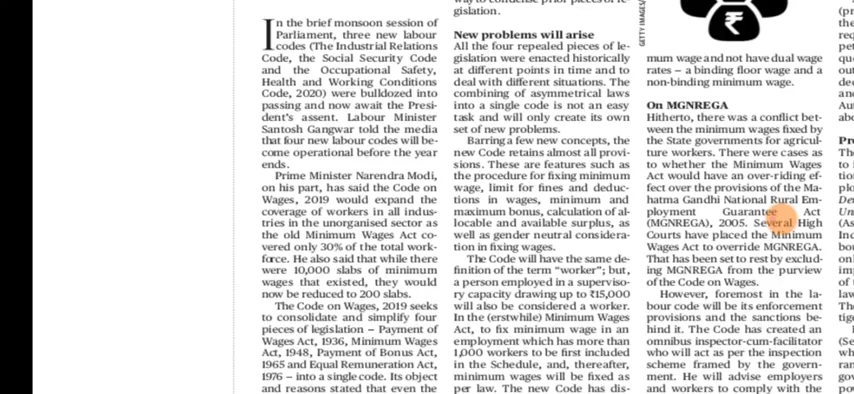 In the brief monsoon session of
Parliament, three new labour
codes (The Industrial Relations
Code, the Social Security Code
and the Occupational Safety,
Health and Working Conditions
Code, 2020) were bulldozed into
passing and now await the Presi-
dent's assent. Labour Minister
Santosh Gangwar told the media
that four new labour codes will be-
come operational before the year
ends.
Prime Minister Narendra Modi,
on his part, has said the Code on
Wages, 2019 would expand the
coverage of workers in all indus-
tries in the unorganised sector as
the old Minimum Wages Act co-
vered only 30% of the total work-
force. He also said that while there
were 10,000 slabs of minimum
wages that existed, they would
now be reduced to 200 slabs.
The Code on Wages, 2019 seeks
to consolidate and simplify four
pieces of legislation – Payment of
Wages Act, 1936, Minimum Wages
Act, 1948, Payment of Bonus Act,
1965 and Equal Remuneration Act,
1976 – into a single code. Its object
and reasons stated that even the
gislation.
New problems will arise
All the four repealed pieces of le-
gislation were enacted historically
at different points in time and to
deal with different situations. The
combining of asymmetrical laws
into a single code is not an easy
task and will only create its own
set of new problems.
Barring a few new concepts, the
new Code retains almost all provi-
sions. These are features such as
the procedure for fixing minimum
wage, limit for fines and deduc-
tions in wages, minimum and
maximum bonus, calculation of al-
locable and available surplus, as
well as gender neutral considera-
tion in fixing wages.
The Code will have the same de-
finition of the term "worker"; but,
a person employed in a superviso-
ry capacity drawing up to ₹15,000
will also be considered a worker.
In the (erstwhile) Minimum Wages
Act, to fix minimum wage in an
employment which has more than
1,000 workers to be first included
in the Schedule, and, thereafter,
minimum wages will be fixed as
per law. The new Code has dis-
GETTY IMAGES/
₹
mum wage and not have dual wage
rates – a binding floor wage and a
non-binding minimum wage.
On MGNREGA
Hitherto, there was a conflict bet-
ween the minimum wages fixed by
the State governments for agricul-
ture workers. There were cases as
to whether the Minimum Wages
Act would have an over-riding ef-
fect over the provisions of the Ma-
hatma Gandhi National Rural Em-
ployment Guarantee Act
(MGNREGA), 2005. Several High
Courts have placed the Minimum
Wages Act to override MGNREGA.
That has been set to rest by exclud-
ing MGNREGA from the purview
of the Code on Wages.
However, foremost in the la-
bour code will be its enforcement
provisions and the sanctions be-
hind it. The Code has created an
omnibus inspector-cum-facilitator
who will act as per the inspection
scheme framed by the govern-
ment. He will advise employers
and workers to comply with the